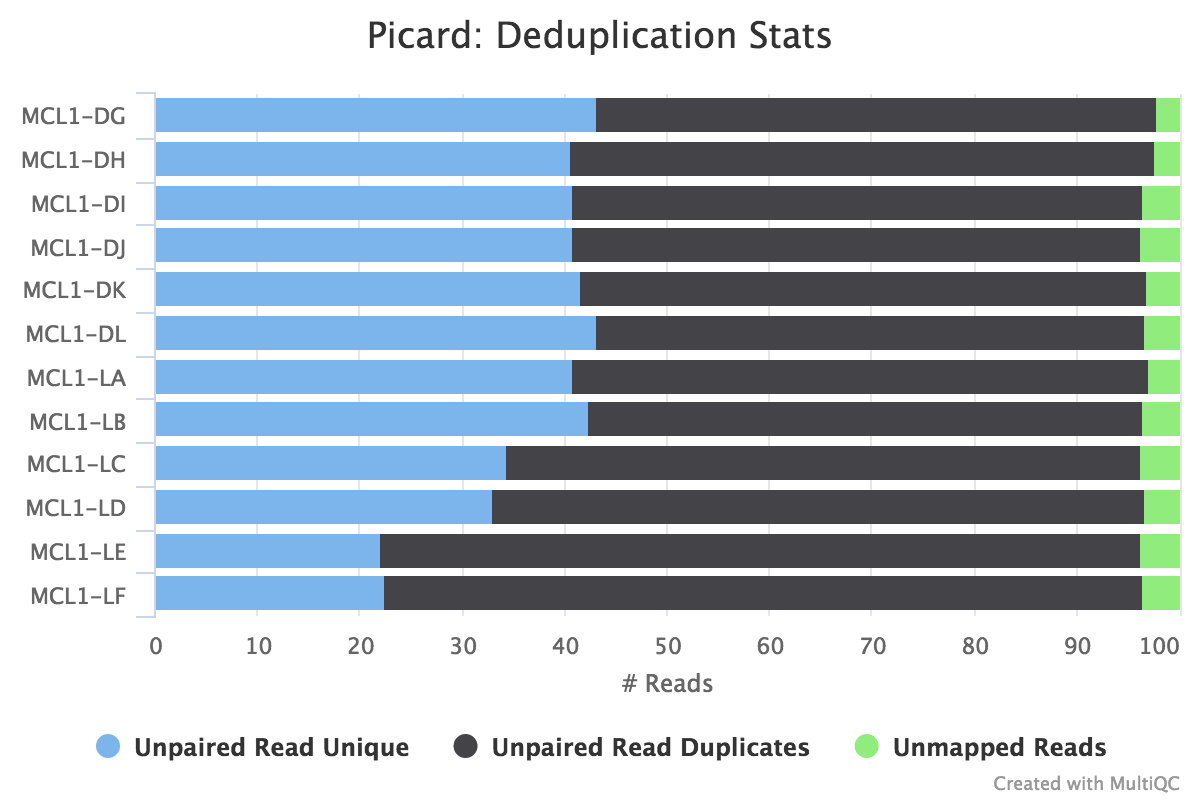 Picard: Deduplication Stats
MCL1-DG
MCL1-DH
MCL1-DI
MCL1-DJ
MCL1-DK
MCL1-DL
MCL1-LA
MCL1-LB
MCL1-LC
MCL1-LD
MCL1-LE
MCL1-LF
0 10 20 30 40 50 60 70 80 90 100
# Reads
Unpaired Read Unique Unpaired Read Duplicates Unmapped Reads
Created with MultiQC